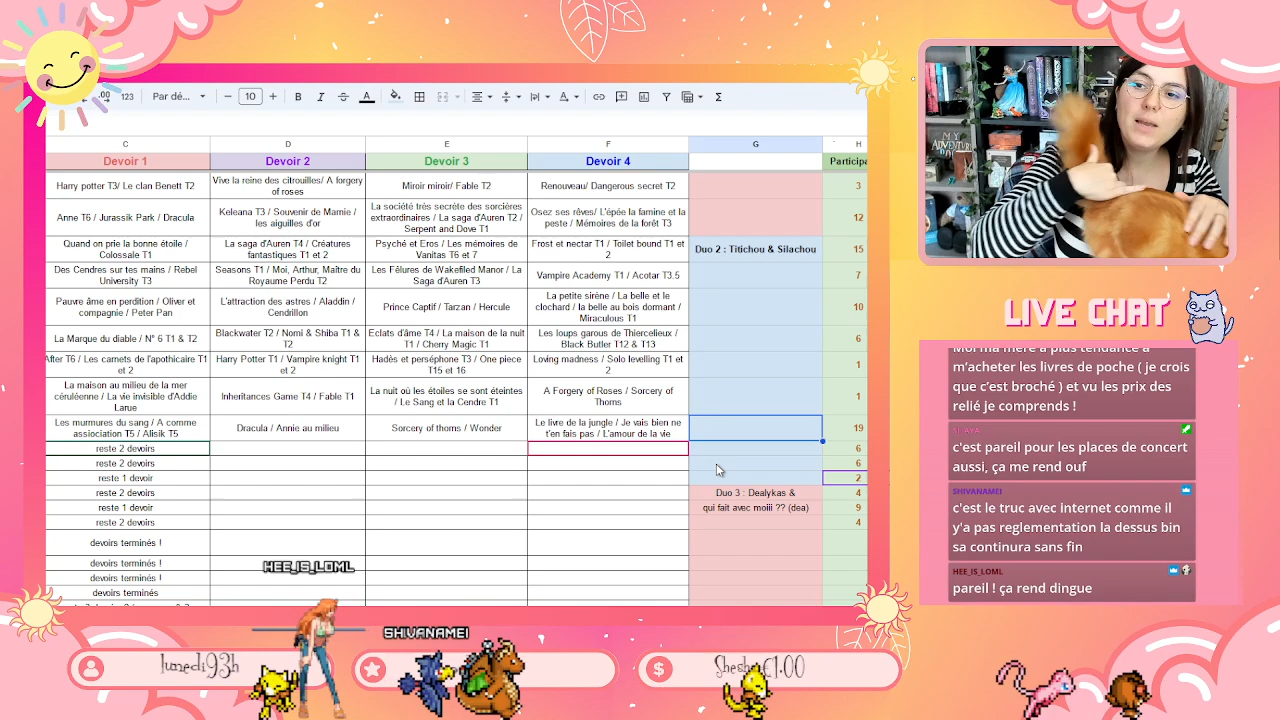 .00 123 Par dé... 10 B I S A Σ
C D E F G H
Devoir 1 Devoir 2 Devoir 3 Devoir 4 Participa
Harry potter T3/ Le clan Benett T2
Vive la reine des citrouilles/ A forgery
of roses
Miroir miroir/ Fable T2
Renouveau/ Dangerous secret T2
3
Anne T6 / Jurassik Park / Dracula
Keleana T3 / Souvenir de Mamie /
les aiguilles d'or
La société très secrète des sorcières
extraordinaires / La saga d'Auren T2 /
Serpent and Dove T1
Osez ses rêves/ L'épée la famine et la
peste / Mémoires de la forêt T3
12
Quand on prie la bonne étoile /
Colossale T1
La saga d'Auren T4 / Créatures
fantastiques T1 et 2
Psyché et Eros / Les mémoires de
Vanitas T6 et 7
Frost et nectar T1 / Toilet bound T1 et
2
Duo 2 : Titichou & Silachou
15
Des Cendres sur tes mains / Rebel
University T3
Seasons T1 / Moi, Arthur, Maître du
Royaume Perdu T2
Les Fêlures de Wakefiled Manor / La
Saga d'Auren T3
Vampire Academy T1 / Acotar T3.5
7
Pauvre âme en perdition / Oliver et
compagnie / Peter Pan
L'attraction des astres / Aladdin /
Cendrillon
Prince Captif / Tarzan / Hercule
La petite sirène / La belle et le
clochard / la belle au bois dormant /
Miraculous T1
10
La Marque du diable / N° 6 T1 & T2
Blackwater T2 / Nomi & Shiba T1 &
T2
Eclats d'âme T4 / La maison de la nuit
T1 / Cherry Magic T1
Les loups garous de Thiercelieux /
Black Butler T12 & T13
6
After T6 / Les carnets de l'apothicaire T1
et 2
Harry Potter T1 / Vampire knight T1
et 2
Hadès et perséphone T3 / One piece
T15 et 16
Loving madness / Solo levelling T1 et
2
1
La maison au milieu de la mer
céruléenne / La vie invisible d'Addie
Larue
Inheritances Game T4 / Fable T1
La nuit où les étoiles se sont éteintes
/ Le Sang et la Cendre T1
A Forgery of Roses / Sorcery of
Thorns
1
Les murmures du sang / A comme
assiociation T5 / Alisik T5
Dracula / Annie au milieu
Sorcery of thorns / Wonder
Le livre de la jungle / Je vais bien ne
t'en fais pas / L'amour de la vie
19
reste 2 devoirs 6
reste 2 devoirs 6
reste 1 devoir 2
reste 2 devoirs Duo 3 : Dealykas & 4
reste 1 devoir qui fait avec moiii ?? (dea) 9
reste 2 devoirs 4
devoirs terminés !
devoirs terminés !
devoirs terminés !
devoirs terminés
HEE_IS_LOML
SHIVANAMEI
lunedi93h
£1.00
MY
ADVENTURE
LIVE CHAT
Moi ma mère a plus tendance à
m'acheter les livres de poche ( je crois
que c'est broché ) et vu les prix des
relié je comprends !
c'est pareil pour les places de concert
aussi, ça me rend ouf
SHIVANAMEI
c'est le truc avec internet comme il
y'a pas reglementation la dessus bin
sa continura sans fin
HEE_IS_LOML
pareil ! ça rend dingue